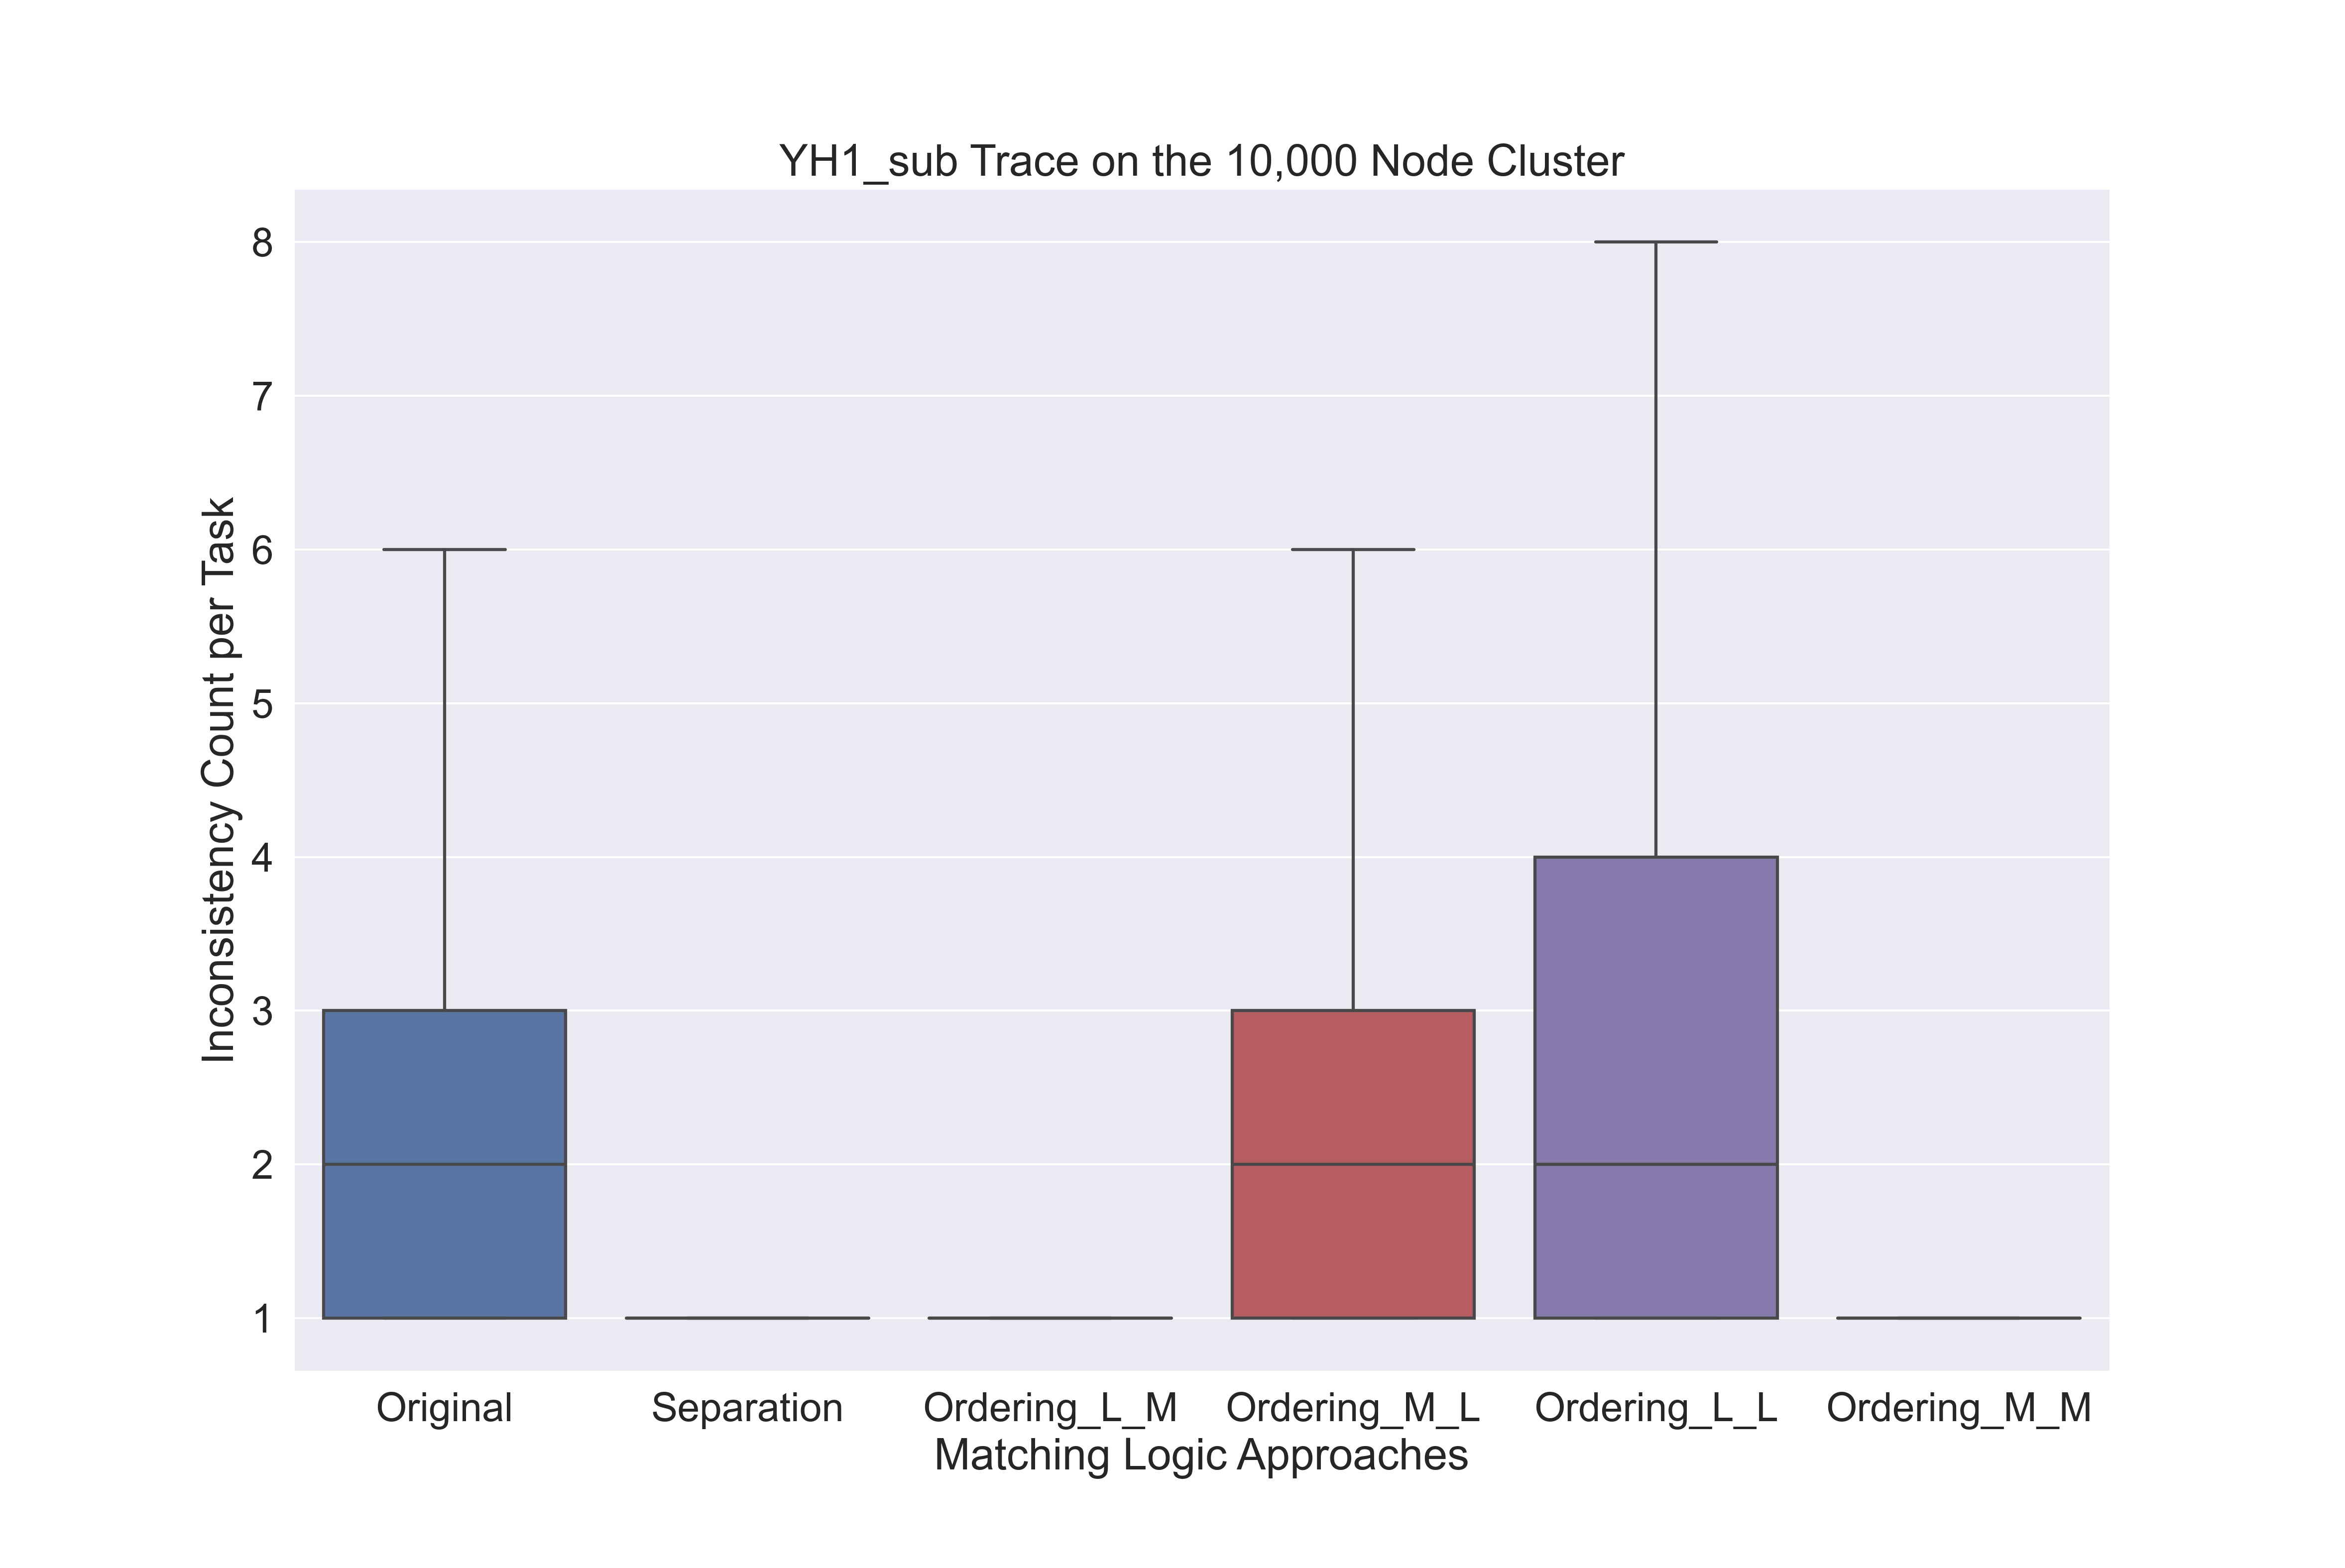 YH1_sub Trace on the 10,000 Node Cluster
Inconsistency Count per Task
8
7
6
5
4
3
2
1
Original Separation Ordering_L_M Ordering_M_L Ordering_L_L Ordering_M_M
Matching Logic Approaches